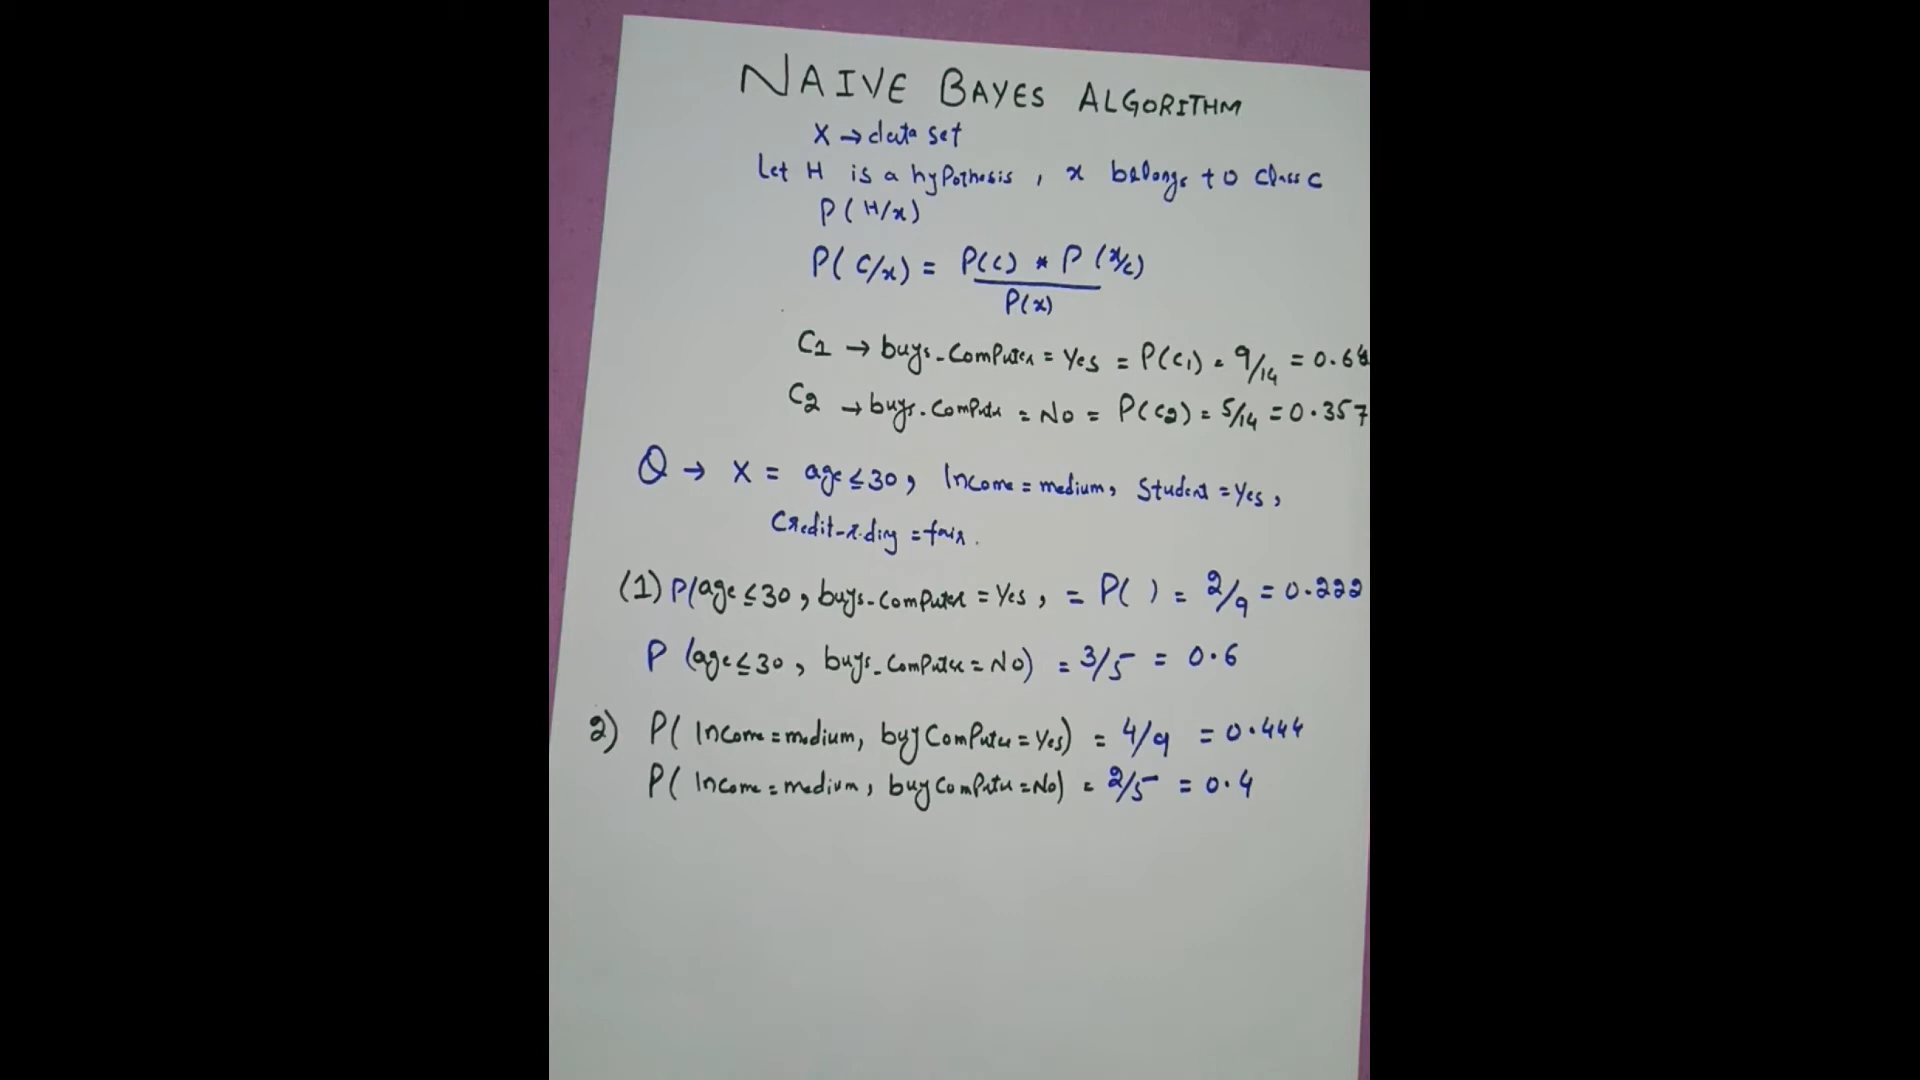 NAIVE BAYES ALGORITHM
X → data set
Let H is a hypothesis, x belongs to class C
P(H/x)
P(C/x) = P(C) * P(x/c)
P(x)
C1 → buys_computer = Yes = P(C1) = 9/14 = 0.64
C2 → buys_computer = No = P(C2) = 5/14 = 0.357
Q → X = age ≤ 30, Income = medium, Student = Yes,
= fair.
(1) P(age ≤ 30, buys_computer = Yes, = P( ) = 2/9 = 0.222
P (age ≤ 30, buys_computer = No) = 3/5 = 0.6
2) P( Income = medium, buy computer = Yes) = 4/9 = 0.444
P( Income = medium, buy computer = No) = 2/5 = 0.4